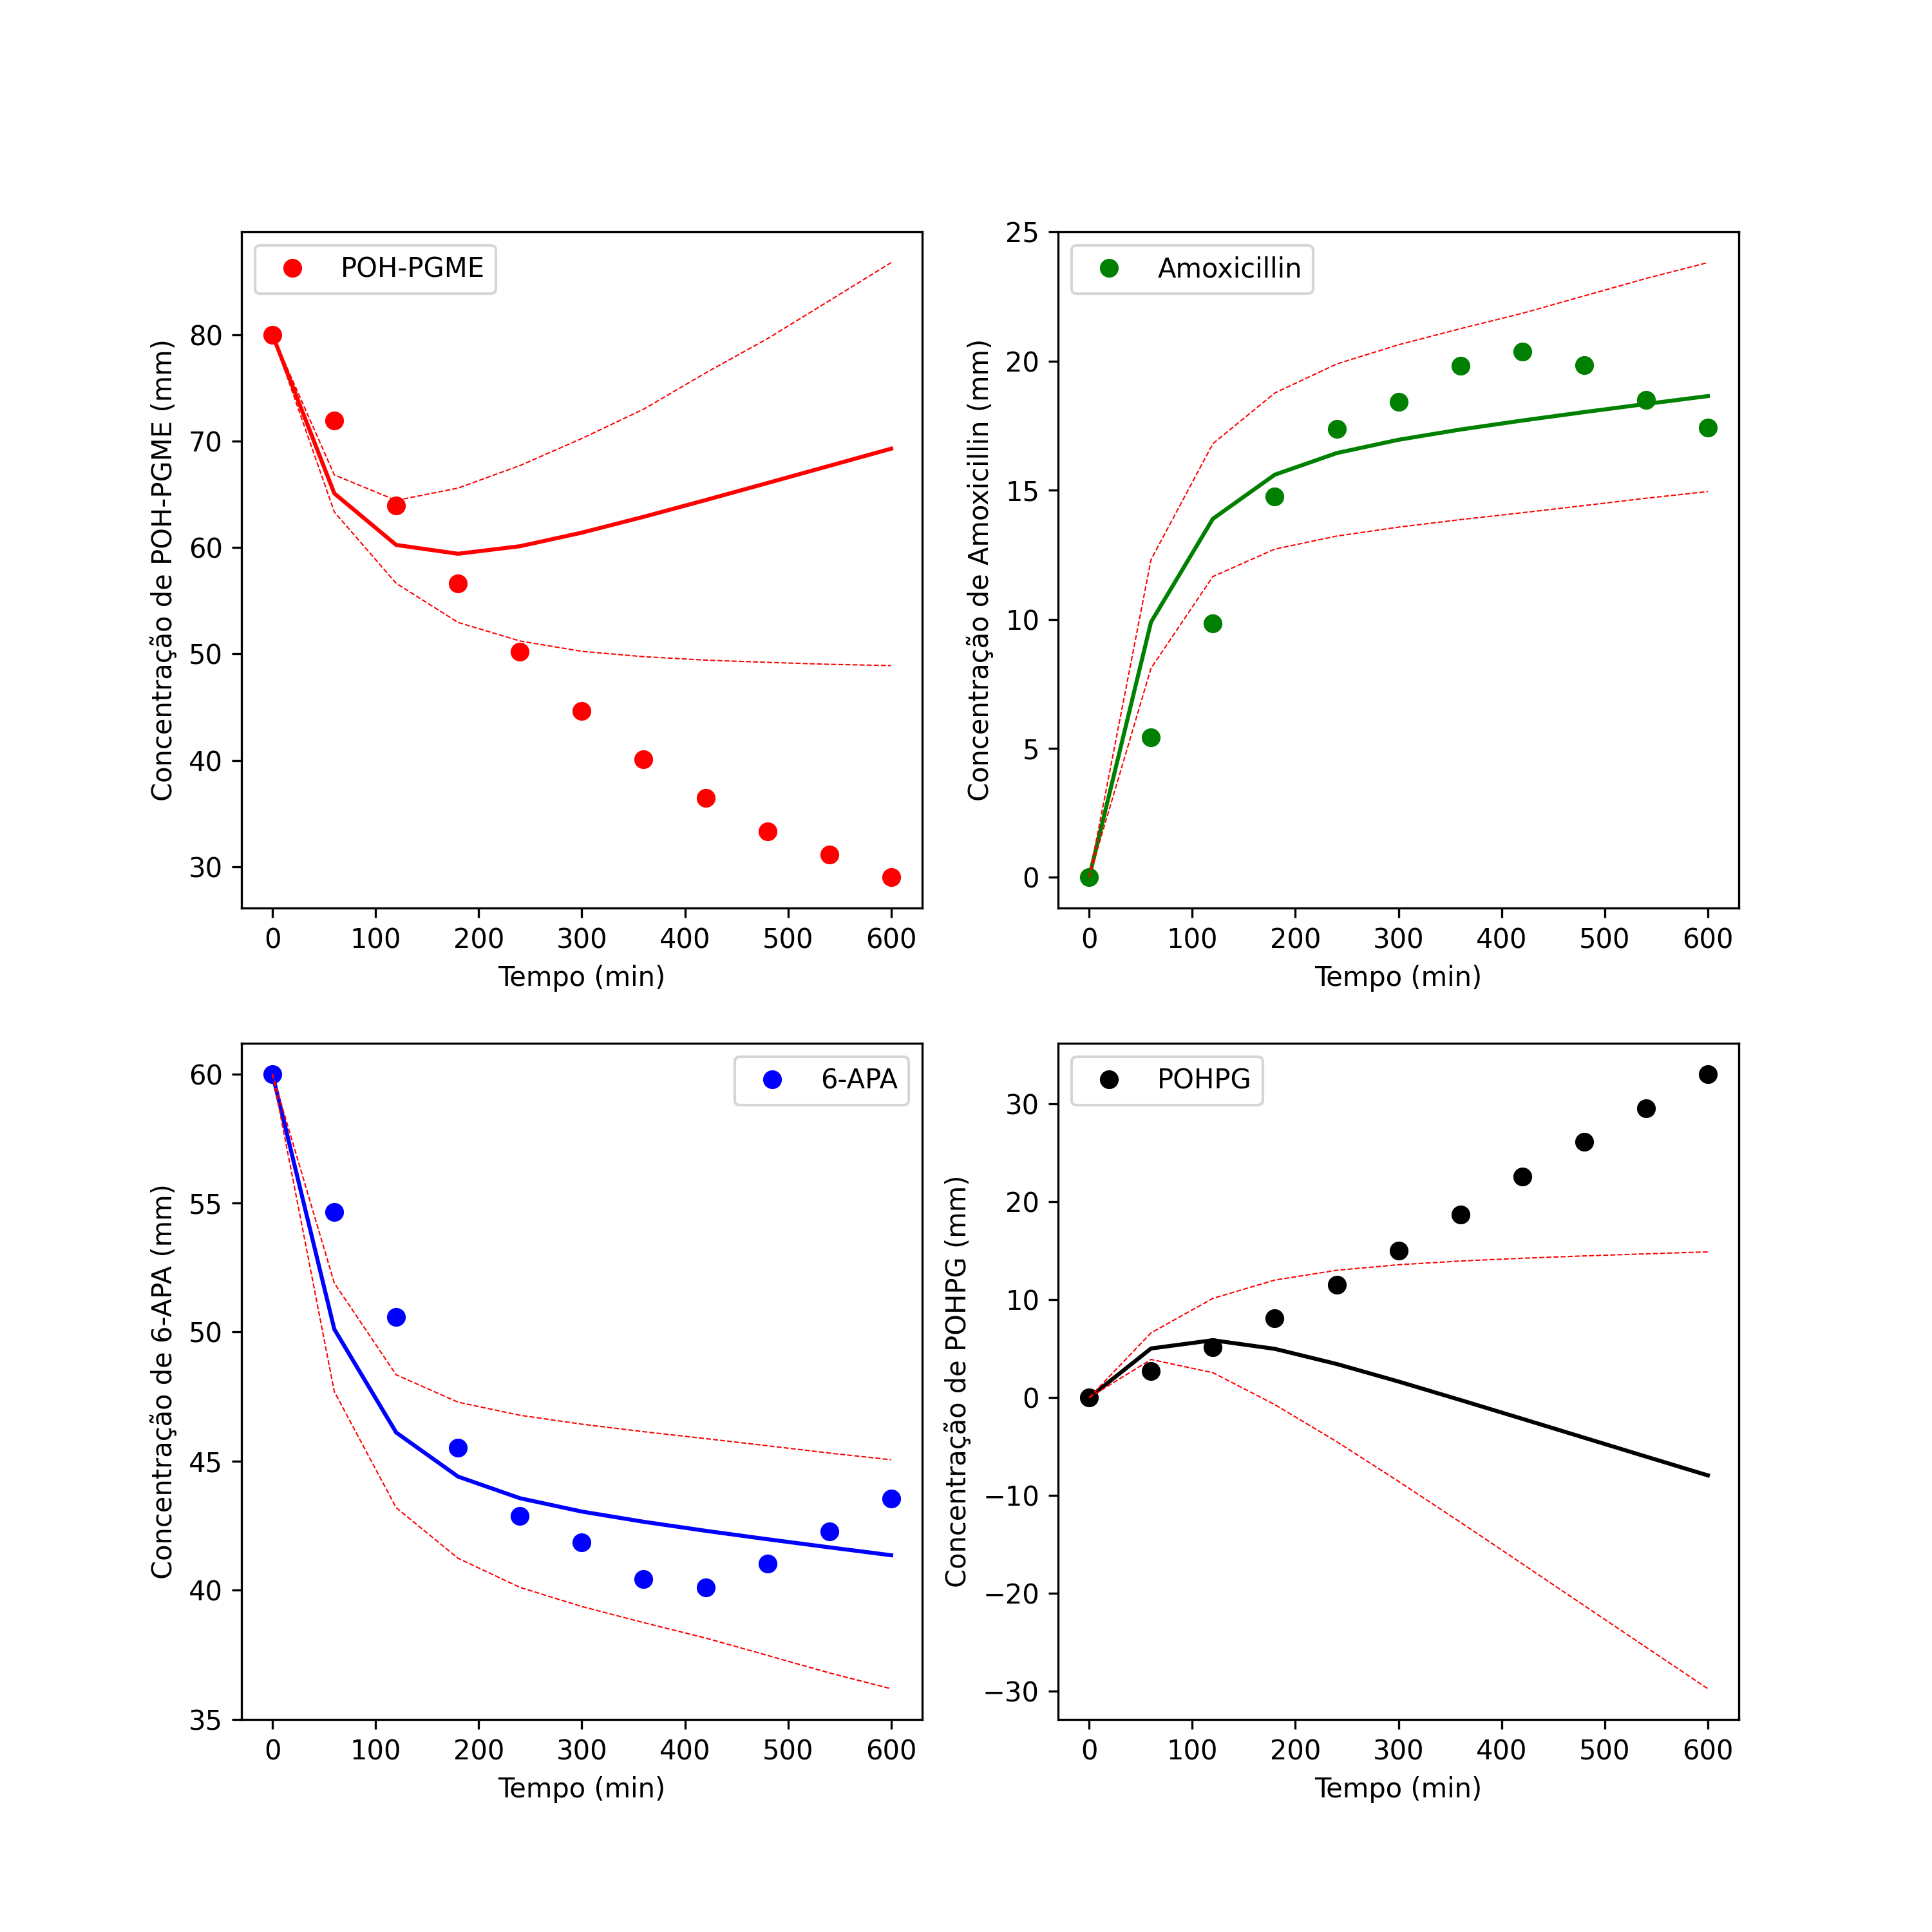 POH-PGME
Concentração de POH-PGME (mm)
80
70
60
50
40
30
0 100 200 300 400 500 600
Tempo (min)
Amoxicillin
Concentração de Amoxicillin (mm)
25
20
15
10
5
0
0 100 200 300 400 500 600
Tempo (min)
6-APA
Concentração de 6-APA (mm)
60
55
50
45
40
35
0 100 200 300 400 500 600
Tempo (min)
POHPG
Concentração de POHPG (mm)
30
20
10
0
−10
−20
−30
0 100 200 300 400 500 600
Tempo (min)